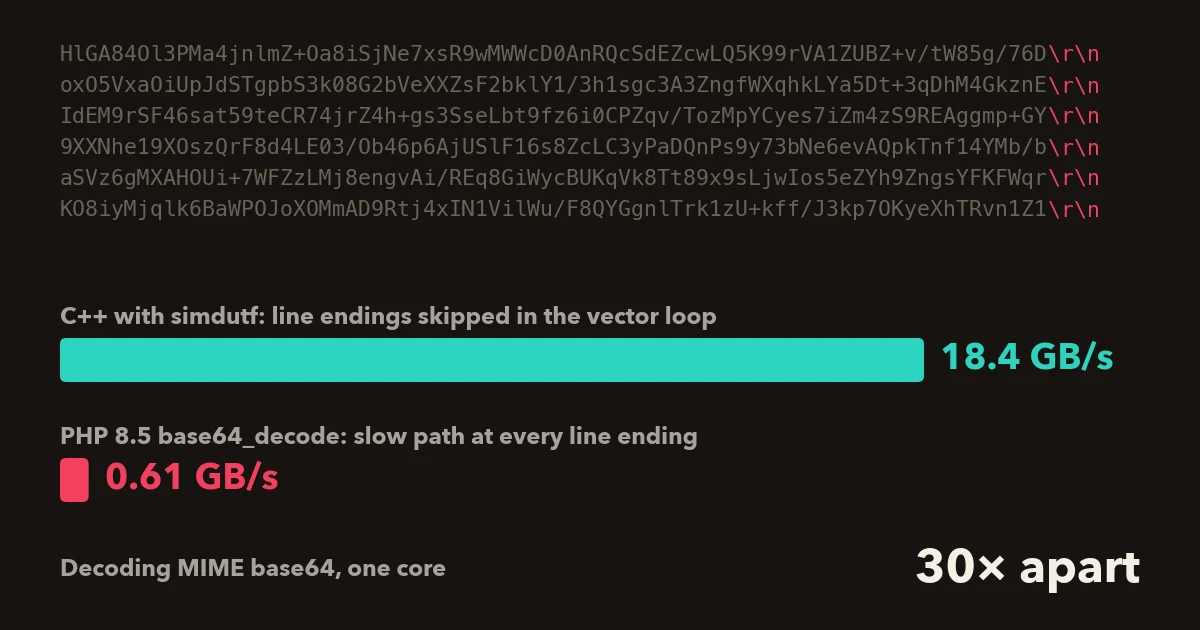 HlGA84Ol3PMa4jnlmZ+Oa8iSjNe7xsR9wMWWcD0AnRQcSdEZcwLQ5K99rVA1ZUBZ+v/tW85g/76D\r\n
oxO5VxaOiUpJdSTgpbS3k08G2bVeXXZsF2bklY1/3h1sgc3A3ZngfWXqhkLYa5Dt+3qDhM4GkznE\r\n
IdEM9rSF46sat59teCR74jrZ4h+gs3SseLbt9fz6i0CPZqv/TozMpYCyes7iZm4zS9REAggmp+GY\r\n
9XXNhe19XOszQrF8d4LE03/Ob46p6AjUSlF16s8ZcLC3yPaDQnPs9y73bNe6evAQpkTnf14YMb/b\r\n
aSVz6gMXAHOUi+7WFZzLMj8engvAi/REq8GiWycBUKqVk8Tt89x9sLjwIos5eZYh9ZngsYFKFWqr\r\n
KO8iyMjqlk6BaWPOJoXOMmAD9Rtj4xIN1VilWu/F8QYGgnlTrk1zU+kff/J3kp7OKyeXhTRvn1Z1\r\n
C++ with simdutf: line endings skipped in the vector loop
18.4 GB/s
PHP 8.5 base64_decode: slow path at every line ending
0.61 GB/s
Decoding MIME base64, one core
30× apart